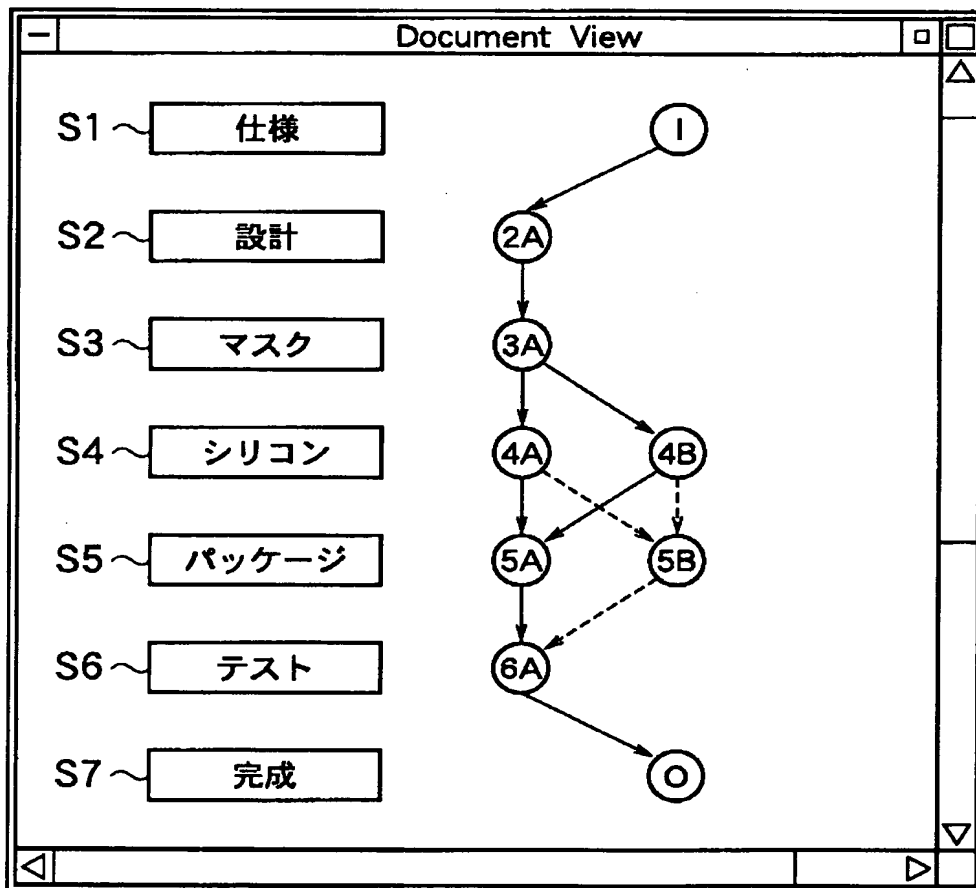 Document View
S1 仕様 I
S2 設計 2A
S3 マスク 3A
S4 シリコン 4A 4B
S5 パッケージ 5A 5B
S6 テスト 6A
S7 完成 O